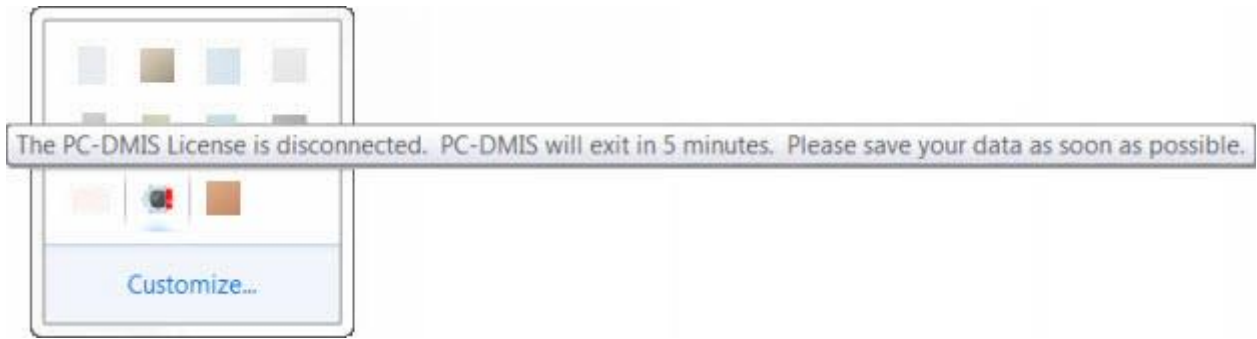 The PC-DMIS License is disconnected.  PC-DMIS will exit in 5 minutes.  Please save your data as soon as possible.
Customize...